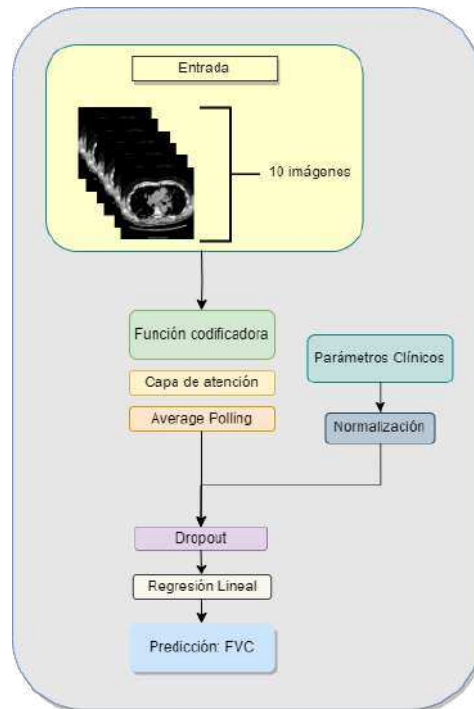 Entrada
10 imágenes
Función codificadora
Parámetros Clínicos
Capa de atención
Average Polling
Normalización
Dropout
Regresión Lineal
Predicción: FVC